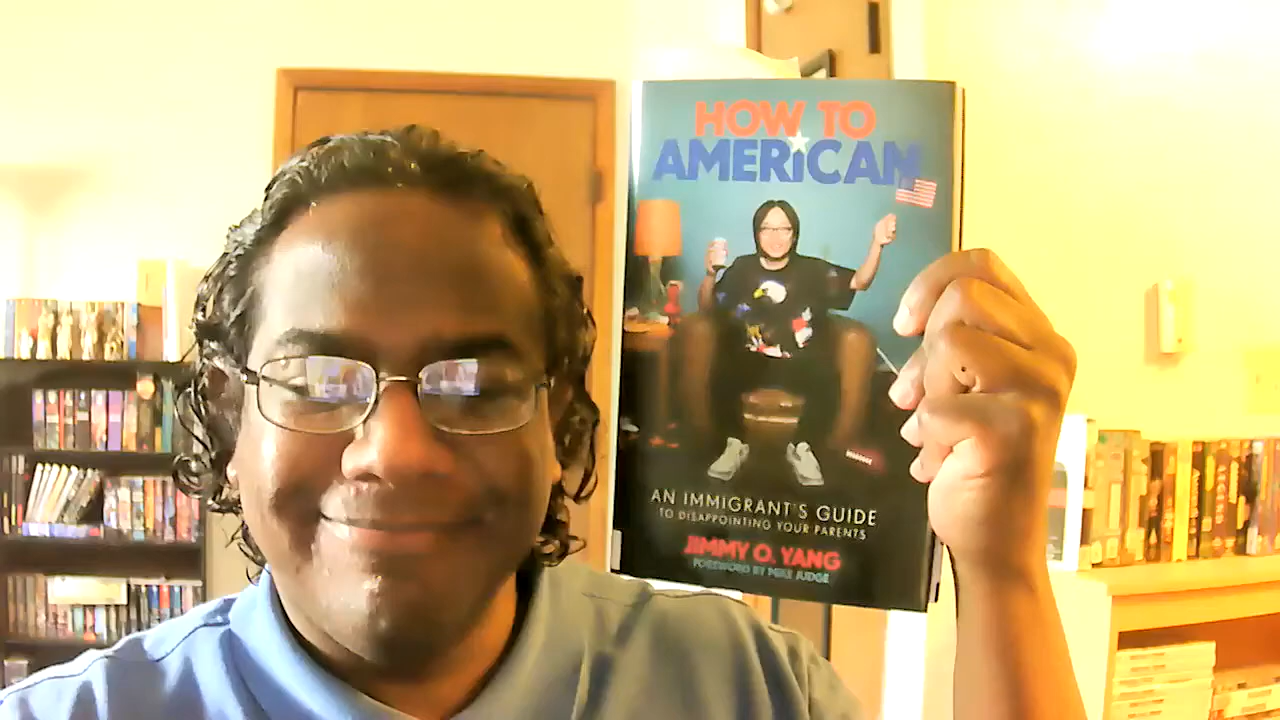 HOW TO
AMERICAN
AN IMMIGRANT'S GUIDE
TO DISAPPOINTING YOUR PARENTS
JIMMY O. YANG
FOREWORD BY MIKE JUDGE